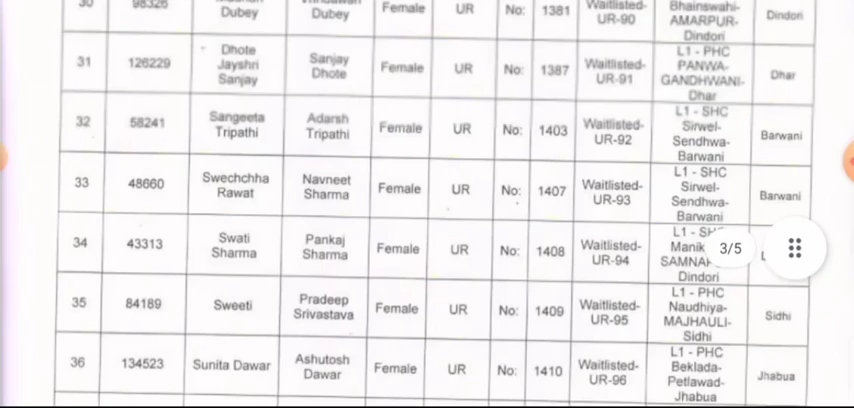 30 98326 Dubey Dubey Female UR No: 1381 Waitlisted-UR-90 Bhainswahi-AMARPUR-Dindori Dindori
31 126229 Dhote Jayshri Sanjay Sanjay Dhote Female UR No: 1387 Waitlisted-UR-91 L1 - PHC PANWA-GANDHWANI-Dhar Dhar
32 58241 Sangeeta Tripathi Adarsh Tripathi Female UR No: 1403 Waitlisted-UR-92 L1 - SHC Sirwel-Sendhwa-Barwani Barwani
33 48660 Swechchha Rawat Navneet Sharma Female UR No: 1407 Waitlisted-UR-93 L1 - SHC Sirwel-Sendhwa-Barwani Barwani
34 43313 Swati Sharma Pankaj Sharma Female UR No: 1408 Waitlisted-UR-94 L1 - Manik Dindori
3/5
35 84189 Sweeti Pradeep Srivastava Female UR No: 1409 Waitlisted-UR-95 L1 - PHC Naudhiya-MAJHAULI-Sidhi Sidhi
36 134523 Sunita Dawar Ashutosh Dawar Female UR No: 1410 Waitlisted-UR-96 L1 - PHC Beklada-Petlawad-Jhabua Jhabua